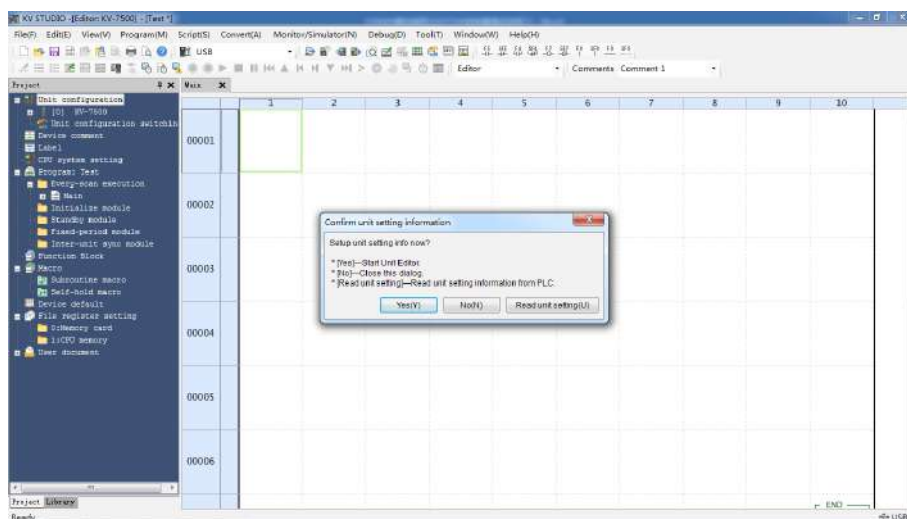 KV STUDIO -[Editor: KV-7500] - [Test *]
File(F) Edit(E) View(V) Program(M) Script(S) Convert(A) Monitor/Simulator(N) Debug(D) Tool(T) Window(W) Help(H)
USB
Editor Comments Comment 1
Project Main
1 2 3 4 5 6 7 8 9 10
Unit configuration
[0] KV-7500
Unit configuration switchin
Device comment
Label
CPU system setting
Program: Test
Every-scan execution
Main
Initialize module
Standby module
Fixed-period module
Inter-unit sync module
Function Block
Macro
Subroutine macro
Self-hold macro
Device default
File register setting
0:Memory card
1:CPU memory
User document
00001
00002
00003
00004
00005
00006
Confirm unit setting information
Setup unit setting info now?
* [Yes]---Start Unit Editor.
* [No]---Close this dialog.
* [Read unit setting]---Read unit setting information from PLC.
Yes(Y) No(N) Read unit setting(U)
END
Project Library
Ready USB